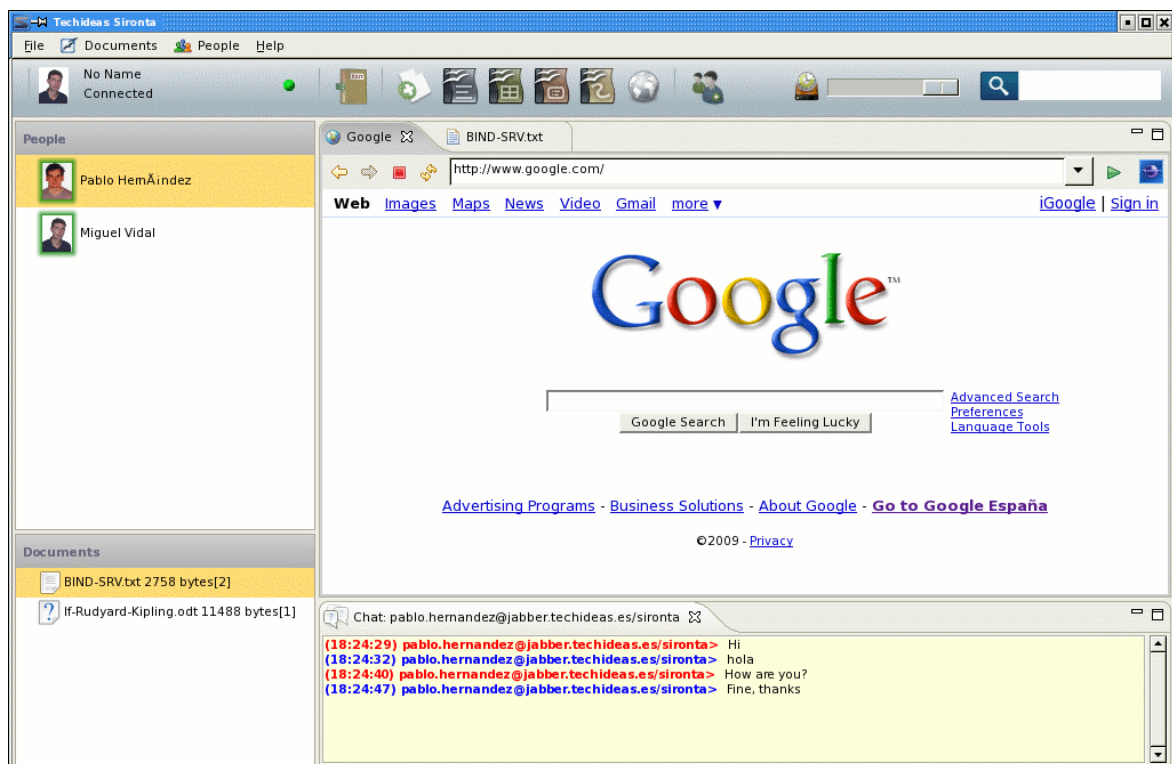 Techideas Sironta
File Documents People Help
No Name
Connected
EXIT
People
Pablo HernÃ¡ndez
Miguel Vidal
Documents
BIND-SRV.txt 2758 bytes[2]
If-Rudyard-Kipling.odt 11488 bytes[1]
Google BIND-SRV.txt
http://www.google.com/
Web Images Maps News Video Gmail more ▼ iGoogle | Sign in
Google™
Advanced Search
Preferences
Language Tools
Google Search I'm Feeling Lucky
Advertising Programs - Business Solutions - About Google - Go to Google España
©2009 - Privacy
Chat: pablo.hernandez@jabber.techideas.es/sironta
(18:24:29) pablo.hernandez@jabber.techideas.es/sironta> Hi
(18:24:32) pablo.hernandez@jabber.techideas.es/sironta> hola
(18:24:40) pablo.hernandez@jabber.techideas.es/sironta> How are you?
(18:24:47) pablo.hernandez@jabber.techideas.es/sironta> Fine, thanks